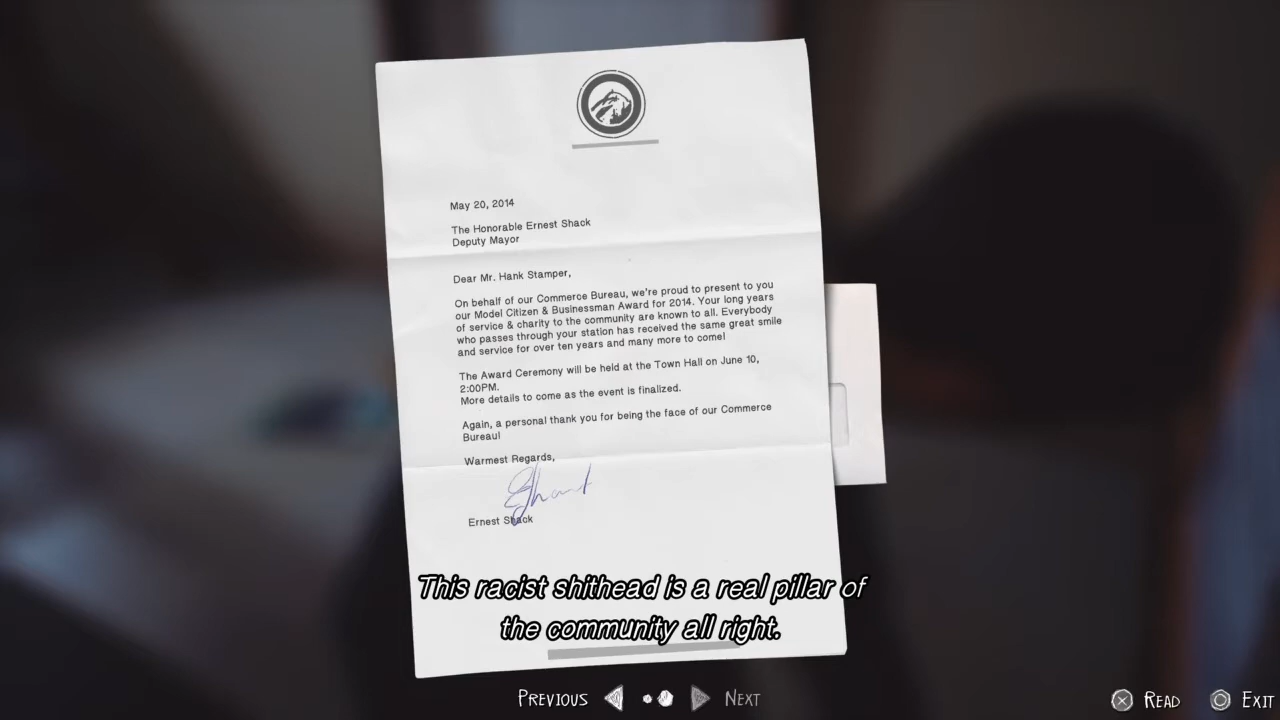 May 20, 2014
The Honorable Ernest Shack
Deputy Mayor
Dear Mr. Hank Stamper,
On behalf of our Commerce Bureau, we're proud to present to you
our Model Citizen & Businessman Award for 2014. Your long years
of service & charity to the community are known to all. Everybody
who passes through your station has received the same great smile
and service for over ten years and many more to come!
The Award Ceremony will be held at the Town Hall on June 10,
2:00PM.
More details to come as the event is finalized.
Again, a personal thank you for being the face of our Commerce
Bureau!
Warmest Regards,
EShack
Ernest Shack
This racist shithead is a real pillar of
the community all right.
Previous Next
Read Exit